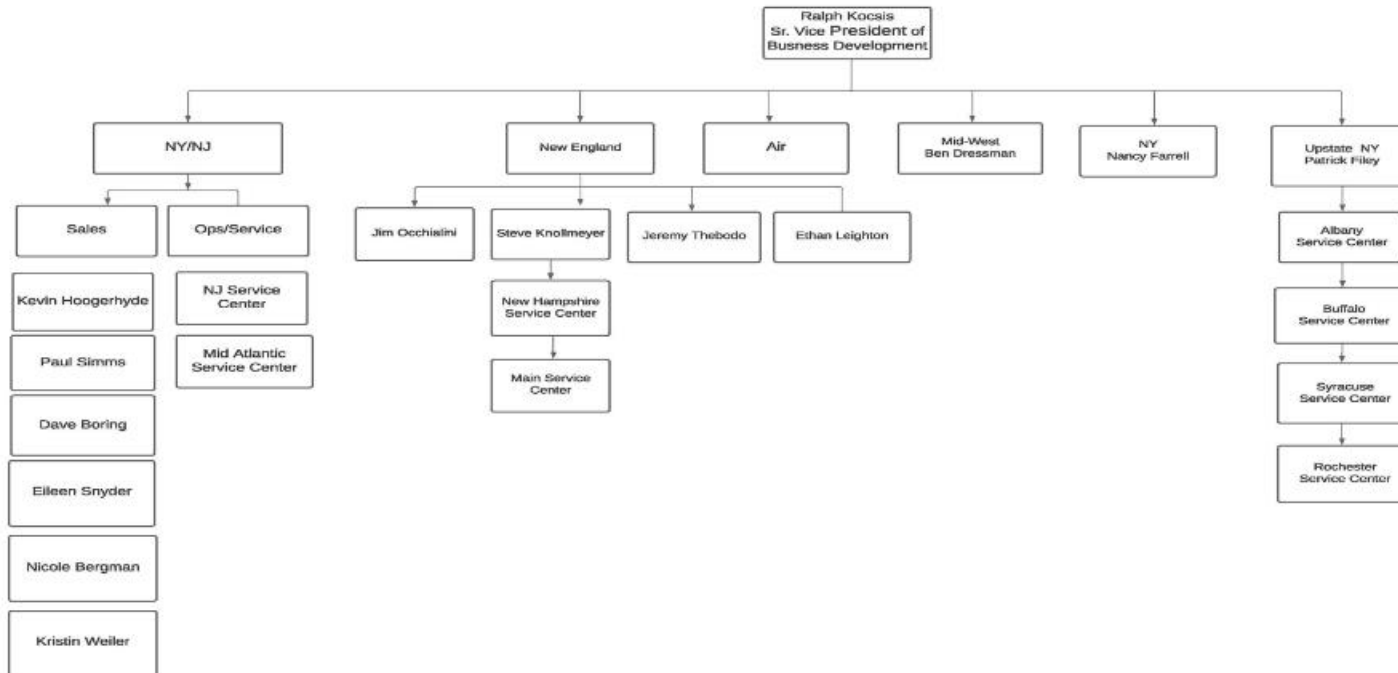 Ralph Kocsis
Sr. Vice President of
Busness Development
NY/NJ
New England
Air
Mid-West
Ben Dressman
NY
Nancy Farrell
Upstate NY
Patrick Filey
Sales
Ops/Service
Jim Occhialini
Steve Knollmeyer
Jeremy Thebodo
Ethan Leighton
Albany
Service Center
Kevin Hoogerhyde
NJ Service
Center
New Hampshire
Service Center
Buffalo
Service Center
Paul Simms
Mid Atlantic
Service Center
Main Service
Center
Syracuse
Service Center
Dave Boring
Rochester
Service Center
Eileen Snyder
Nicole Bergman
Kristin Weiler